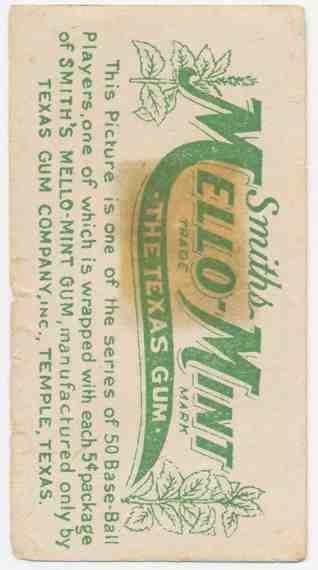 Smith's
MELLO-MINT
TRADE MARK
·THE TEXAS GUM·
This Picture is one of the series of 50 Base-Ball
Players, one of which is wrapped with each 5¢ package
of SMITH'S MELLO-MINT GUM, manufactured only by
TEXAS GUM COMPANY, INC., TEMPLE, TEXAS.